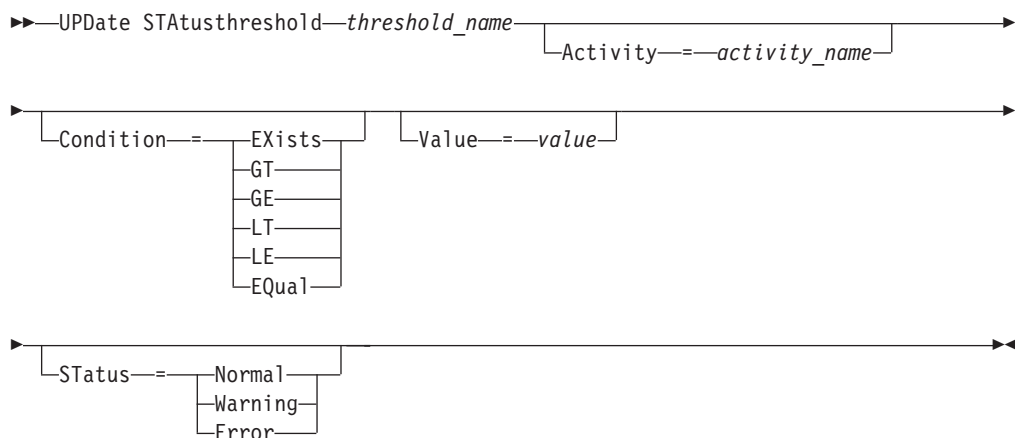 UPDate STAtusthreshold threshold_name
Activity = activity_name
Condition = EXists Value = value
GT
GE
LT
LE
EQual
STatus = Normal
Warning
Error